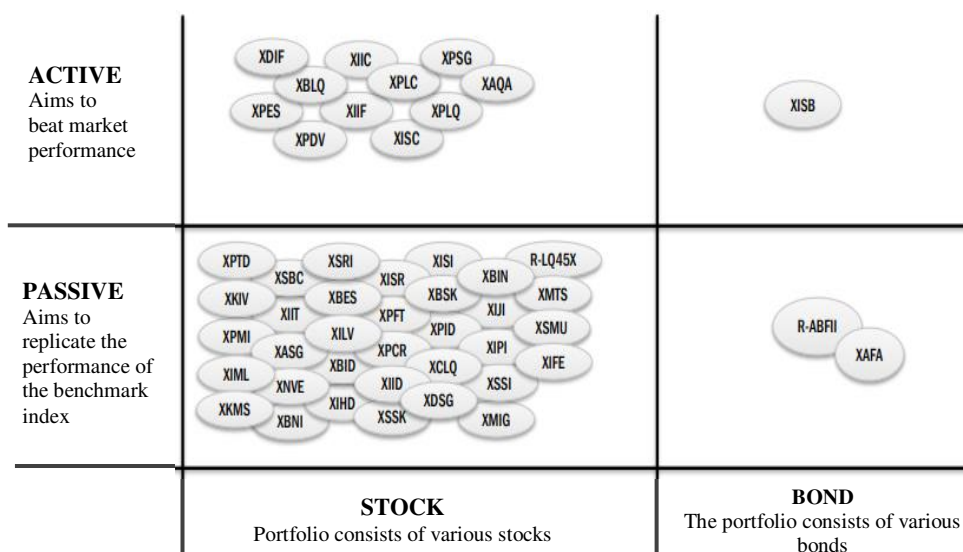 ACTIVE
Aims to
beat market
performance
XDIF
XIIC
XPSG
XBLQ
XPLC
XAQA
XPES
XIIF
XPLQ
XPDV
XISC
XISB
PASSIVE
Aims to
replicate the
performance of
the benchmark
index
XPTD
XSRI
XISI
R-LQ45X
XSBC
XISR
XBIN
XKIV
XBES
XBSK
XMTS
XIIT
XPFT
XIJI
XPMI
XILV
XPID
XSMU
XASG
XPCR
XIPI
XIML
XBID
XCLQ
XIFE
XNVE
XIID
XSSI
XKMS
XIHD
XDSG
XBNI
XSSK
XMIG
R-ABFII
XAFA
STOCK
Portfolio consists of various stocks
BOND
The portfolio consists of various
bonds